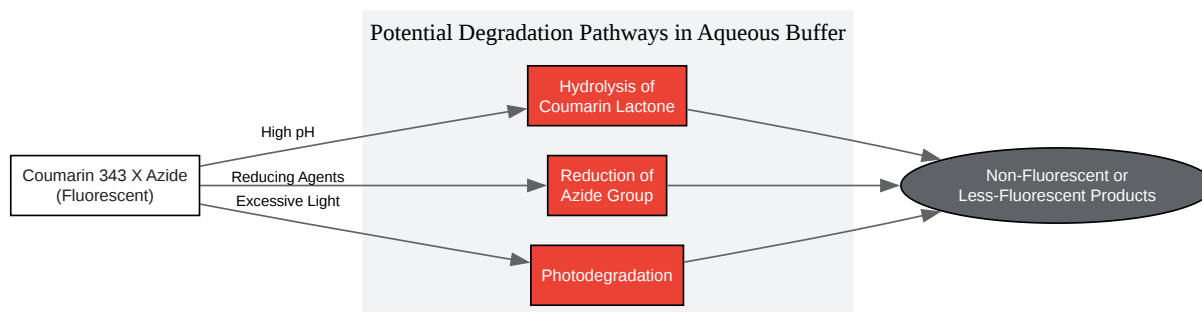 Potential Degradation Pathways in Aqueous Buffer
Hydrolysis of
Coumarin Lactone
High pH
Coumarin 343 X Azide
(Fluorescent)
Reducing Agents
Excessive Light
Reduction of
Azide Group
Non-Fluorescent or
Less-Fluorescent Products
Photodegradation